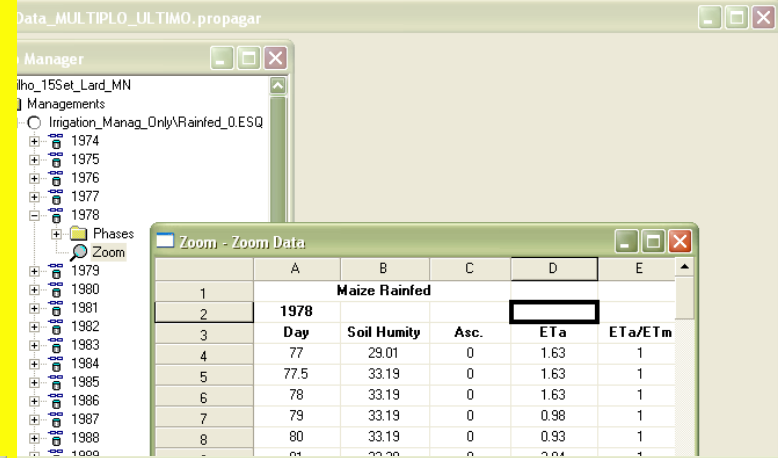 Data_MULTIPLO_ULTIMO.propagar
Manager
ilho_15Set_Lard_MN
Managements
Irrigation_Manag_Only\Rainfed_0.ESQ
1974
1975
1976
1977
1978
Phases
Zoom
1979
1980
1981
1982
1983
1984
1985
1986
1987
1988
1989
Zoom - Zoom Data
A B C D E
1 Maize Rainfed
2 1978
3 Day Soil Humity Asc. ETa ETa/ETm
4 77 29.01 0 1.63 1
5 77.5 33.19 0 1.63 1
6 78 33.19 0 1.63 1
7 79 33.19 0 0.98 1
8 80 33.19 0 0.93 1